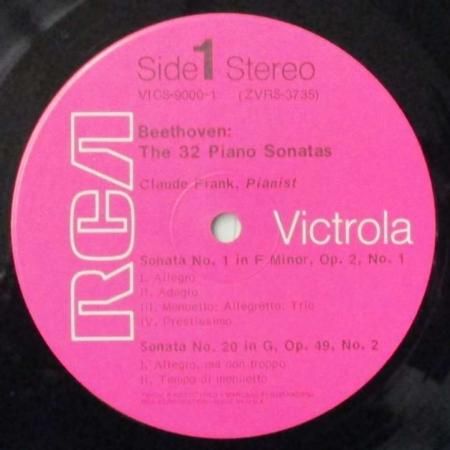 Side 1 Stereo
VICS-9000-1 (ZVRS-3735)
Beethoven:
The 32 Piano Sonatas
Claude Frank, Pianist
RCA
Victrola
Sonata No. 1 in F Minor, Op. 2, No. 1
I. Allegro
II. Adagio
III. Menuetto: Allegretto; Trio
IV. Prestissimo
Sonata No. 20 in G, Op. 49, No. 2
I. Allegro, ma non troppo
II. Tempo di menuetto